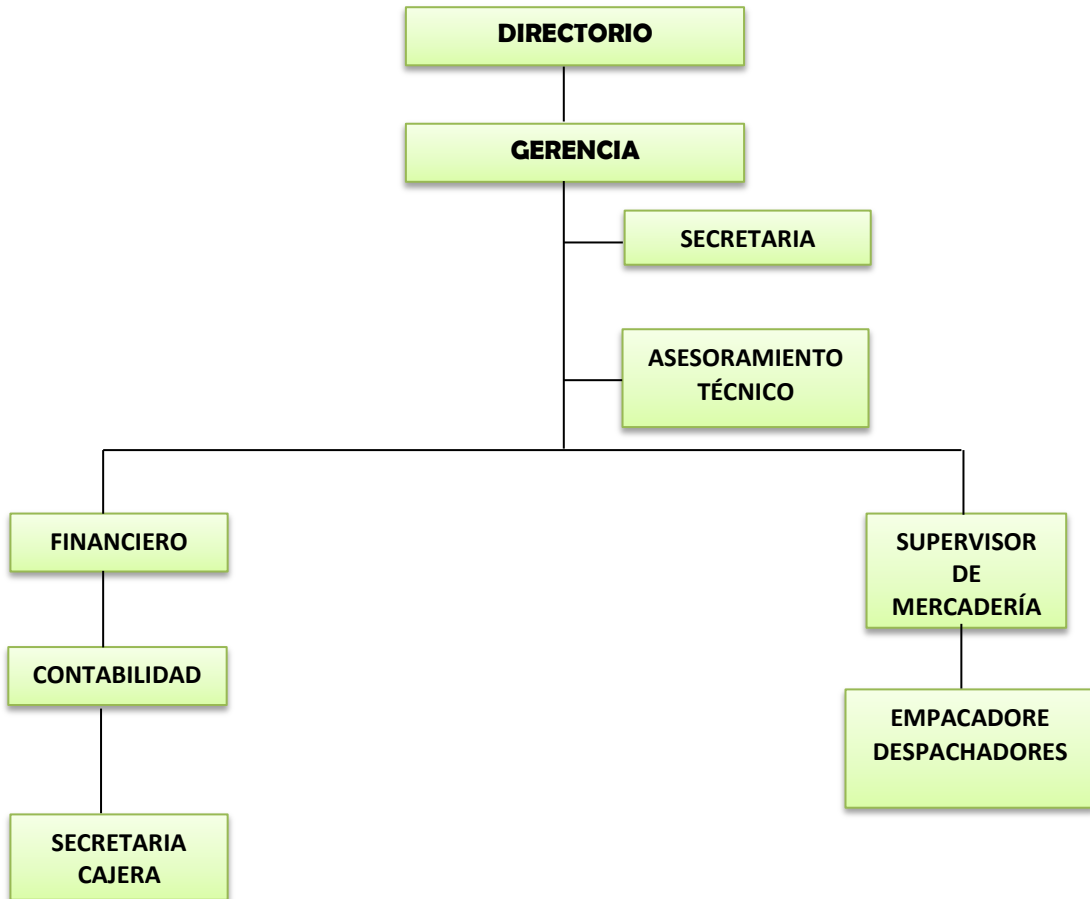 DIRECTORIO
GERENCIA
SECRETARIA
ASESORAMIENTO
TÉCNICO
FINANCIERO
SUPERVISOR
DE
MERCADERÍA
CONTABILIDAD
EMPACADORE
DESPACHADORES
SECRETARIA
CAJERA